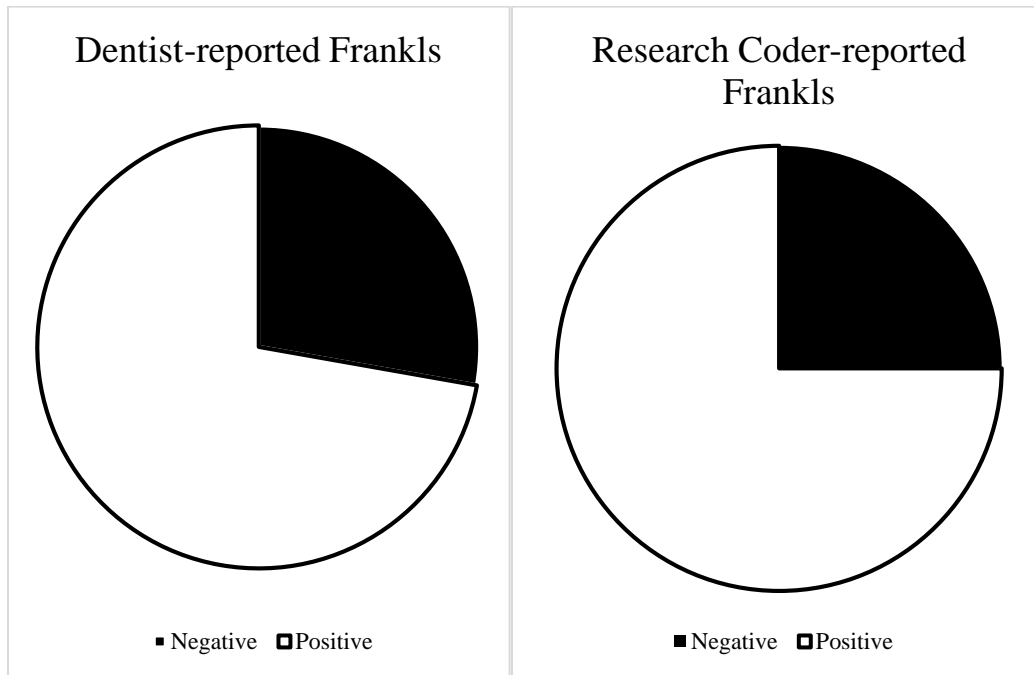 Dentist-reported Frankls
Negative Positive
Research Coder-reported
Frankls
Negative Positive